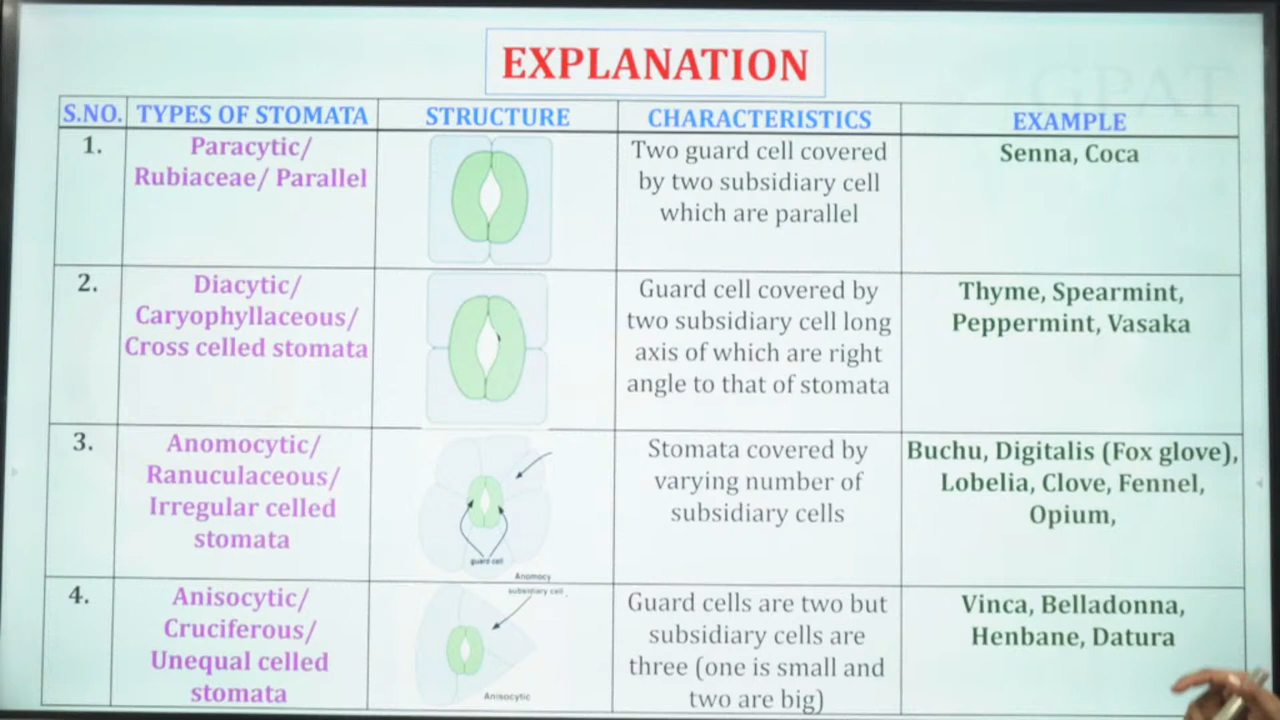 GPAT
EXPLANATION
S.NO. TYPES OF STOMATA STRUCTURE CHARACTERISTICS EXAMPLE
1.
Paracytic/
Rubiaceae/ Parallel
Two guard cell covered
by two subsidiary cell
which are parallel
Senna, Coca
2.
Diacytic/
Caryophyllaceous/
Cross celled stomata
Guard cell covered by
two subsidiary cell long
axis of which are right
angle to that of stomata
Thyme, Spearmint,
Peppermint, Vasaka
3.
Anomocytic/
Ranuculaceous/
Irregular celled
stomata
guard cell
Anomocy
Stomata covered by
varying number of
subsidiary cells
Buchu, Digitalis (Fox glove),
Lobelia, Clove, Fennel,
Opium,
4.
Anisocytic/
Cruciferous/
Unequal celled
stomata
subsidiary cell
Anisocytic
Guard cells are two but
subsidiary cells are
three (one is small and
two are big)
Vinca, Belladonna,
Henbane, Datura